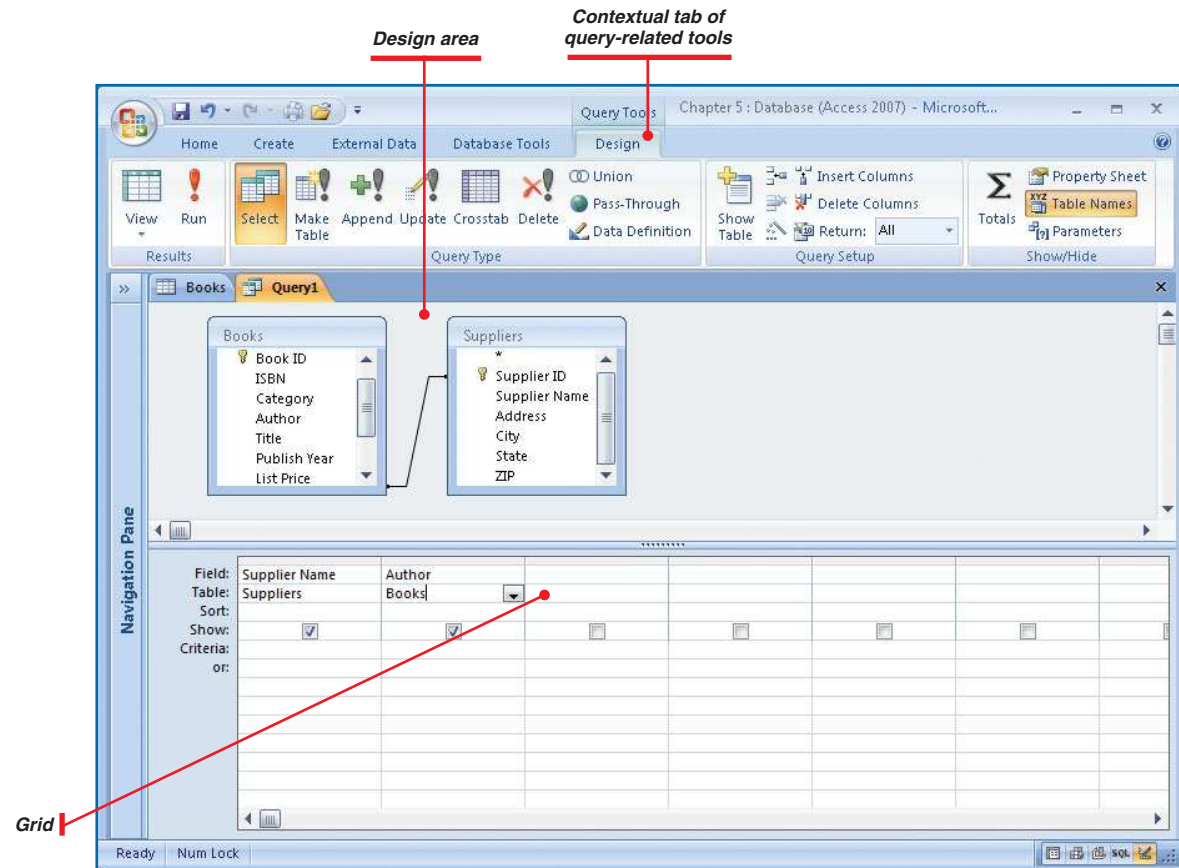 Contextual tab of
query-related tools
Design area
Query Tools
Chapter 5 : Database (Access 2007) - Microsoft...
Home Create External Data Database Tools Design
View
Run
Select
Make Table
Append
Update
Crosstab
Delete
Union
Pass-Through
Data Definition
Show Table
Insert Columns
Delete Columns
Return: All
Σ
Totals
Property Sheet
XYZ Table Names
[?] Parameters
Results
Query Type
Query Setup
Show/Hide
»
Books
Query1
Books
Book ID
ISBN
Category
Author
Title
Publish Year
List Price
Suppliers
*
Supplier ID
Supplier Name
Address
City
State
ZIP
Navigation Pane
Field: Supplier Name Author
Table: Suppliers Books
Sort:
Show:
Criteria:
or:
Grid
Ready Num Lock
SQL